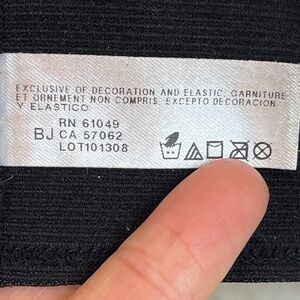 EXCLUSIVE OF DECORATION AND ELASTIC, GARNITURE
ET ORNEMENT NON COMPRIS, EXCEPTO DECORACION
Y ELASTICO
RN 61049
BJ CA 57062
LOT101308